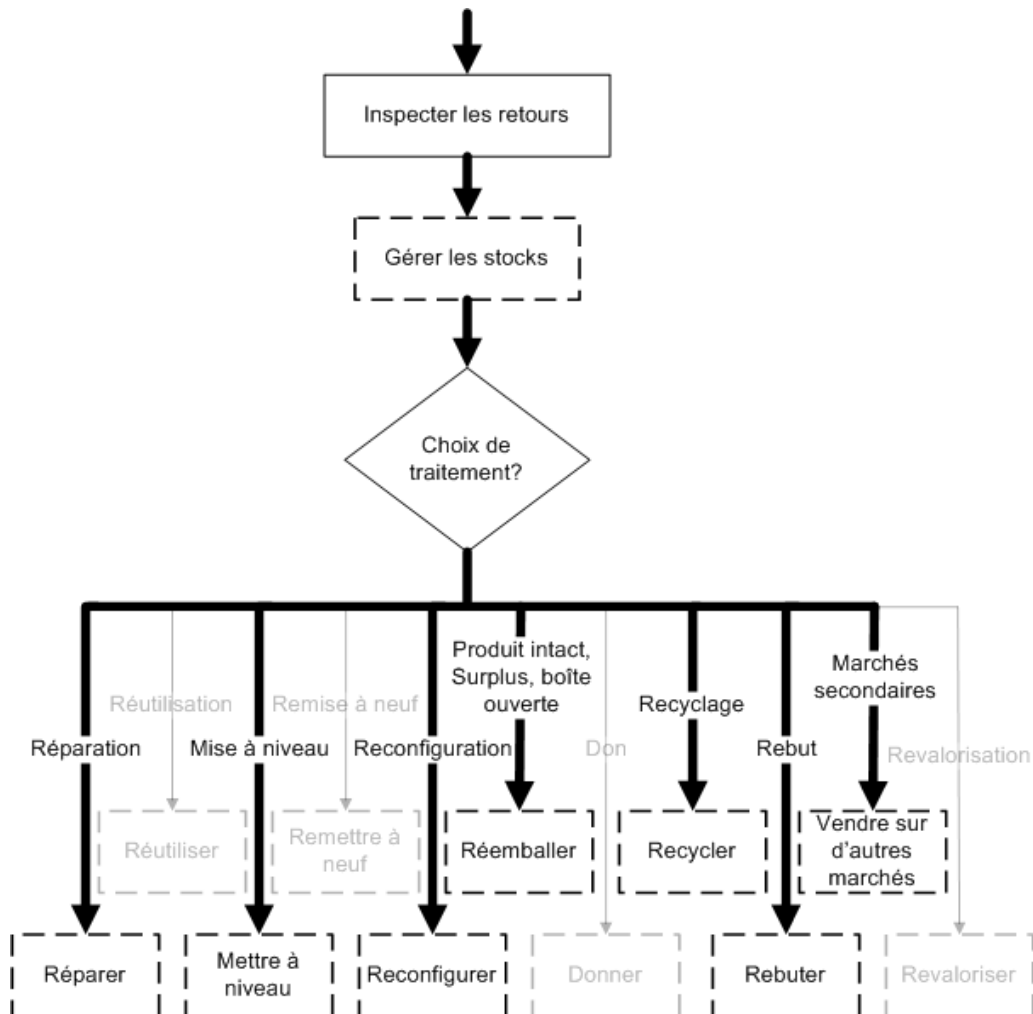 Inspecter les retours
Gérer les stocks
Choix de
traitement?
Produit intact,
Surplus, boîte
ouverte
Marchés
secondaires
Réutilisation
Remise à neuf
Recyclage
Réparation
Mise à niveau
Reconfiguration
Don
Rebut
Revalorisation
Réutiliser
Remettre à
neuf
Réemballer
Recycler
Vendre sur
d'autres
marchés
Réparer
Mettre à
niveau
Reconfigurer
Donner
Rebuter
Revaloriser